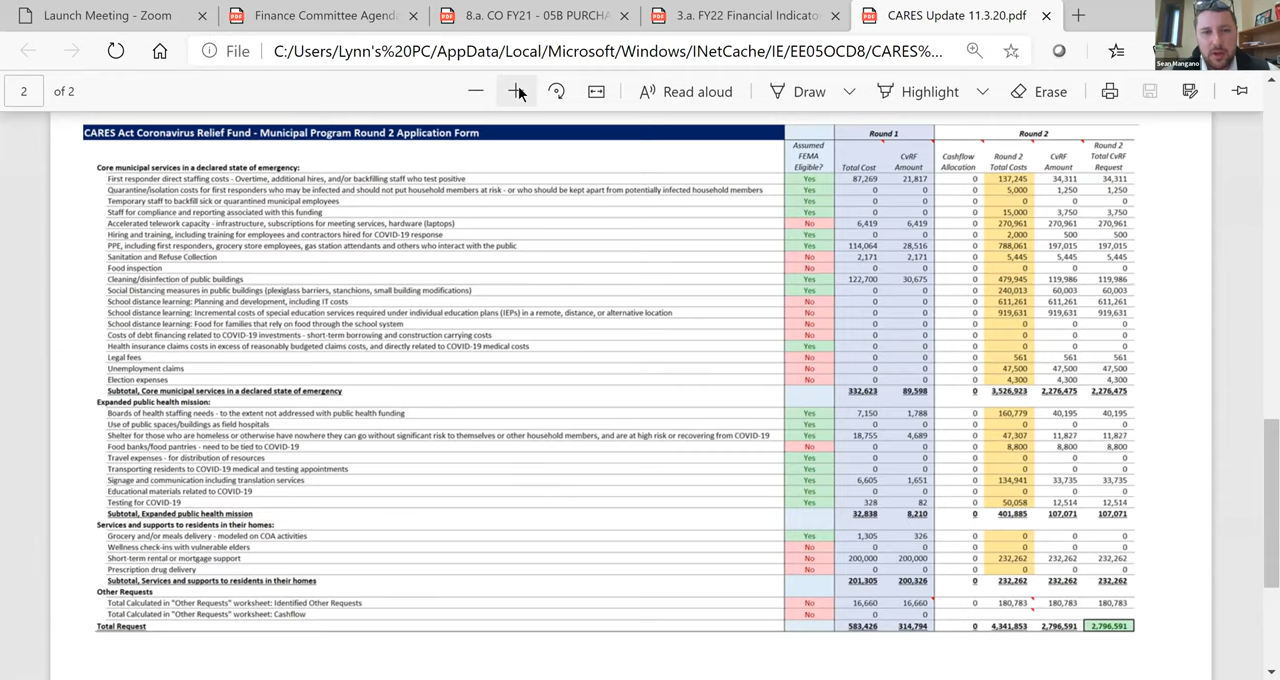 Launch Meeting - Zoom
Finance Committee Agenda
8.a. CO FY21 - 05B PURCHA
3.a. FY22 Financial Indicato
CARES Update 11.3.20.pdf
File C:/Users/Lynn's%20PC/AppData/Local/Microsoft/Windows/INetCache/IE/EE05OCD8/CARES%...
Sean Mangano
2 of 2
Read aloud Draw Highlight Erase
CARES Act Coronavirus Relief Fund - Municipal Program Round 2 Application Form Round 1 Round 2
Assumed FEMA Eligible? Total Cost CvRF Amount Cashflow Allocation Round 2 Total Costs CvRF Amount Round 2 Total CvRF Request
Core municipal services in a declared state of emergency:
First responder direct staffing costs - Overtime, additional hires, and/or backfilling staff who test positive Yes 87,269 21,817 0 137,245 34,311 34,311
Quarantine/isolation costs for first responders who may be infected and should not put household members at risk - or who should be kept apart from potentially infected household members Yes 0 0 0 5,000 1,250 1,250
Temporary staff to backfill sick or quarantined municipal employees Yes 0 0 0 0 0 0
Staff for compliance and reporting associated with this funding Yes 0 0 0 15,000 3,750 3,750
Accelerated telework capacity - infrastructure, subscriptions for meeting services, hardware (laptops) No 6,419 6,419 0 270,961 270,961 270,961
Hiring and training, including training for employees and contractors hired for COVID-19 response Yes 0 0 0 2,000 500 500
PPE, including first responders, grocery store employees, gas station attendants and others who interact with the public Yes 114,064 28,516 0 788,061 197,015 197,015
Sanitation and Refuse Collection No 2,171 2,171 0 5,445 5,445 5,445
Food inspection No 0 0 0 0 0 0
Cleaning/disinfection of public buildings Yes 122,700 30,675 0 479,945 119,986 119,986
Social Distancing measures in public buildings (plexiglass barriers, stanchions, small building modifications) Yes 0 0 0 240,013 60,003 60,003
School distance learning: Planning and development, including IT costs No 0 0 0 611,261 611,261 611,261
School distance learning: Incremental costs of special education services required under individual education plans (IEPs) in a remote, distance, or alternative location No 0 0 0 919,631 919,631 919,631
School distance learning: Food for families that rely on food through the school system No 0 0 0 0 0 0
Costs of debt financing related to COVID-19 investments - short-term borrowing and construction carrying costs No 0 0 0 0 0 0
Health insurance claims costs in excess of reasonably budgeted claims costs, and directly related to COVID-19 medical costs Yes 0 0 0 0 0 0
Legal fees No 0 0 0 561 561 561
Unemployment claims No 0 0 0 47,500 47,500 47,500
Election expenses No 0 0 0 4,300 4,300 4,300
Subtotal, Core municipal services in a declared state of emergency 332,623 89,598 0 3,526,923 2,276,475 2,276,475
Expanded public health mission:
Boards of health staffing needs - to the extent not addressed with public health funding Yes 7,150 1,788 0 160,779 40,195 40,195
Use of public spaces/buildings as field hospitals Yes 0 0 0 0 0 0
Shelter for those who are homeless or otherwise have nowhere they can go without significant risk to themselves or other household members, and are at high risk or recovering from COVID-19 Yes 18,755 4,689 0 47,307 11,827 11,827
Food banks/food pantries - need to be tied to COVID-19 No 0 0 0 8,800 8,800 8,800
Travel expenses - for distribution of resources Yes 0 0 0 0 0 0
Transporting residents to COVID-19 medical and testing appointments Yes 0 0 0 0 0 0
Signage and communication including translation services Yes 6,605 1,651 0 134,941 33,735 33,735
Educational materials related to COVID-19 Yes 0 0 0 0 0 0
Testing for COVID-19 Yes 328 82 0 50,058 12,514 12,514
Subtotal, Expanded public health mission 32,838 8,210 0 401,885 107,071 107,071
Services and supports to residents in their homes:
Grocery and/or meals delivery - modeled on COA activities Yes 1,305 326 0 0 0 0
Wellness check-ins with vulnerable elders No 0 0 0 0 0 0
Short-term rental or mortgage support No 200,000 200,000 0 232,262 232,262 232,262
Prescription drug delivery No 0 0 0 0 0 0
Subtotal, Services and supports to residents in their homes 201,305 200,326 0 232,262 232,262 232,262
Other Requests
Total Calculated in "Other Requests" worksheet: Identified Other Requests No 16,660 16,660 0 180,783 180,783 180,783
Total Calculated in "Other Requests" worksheet: Cashflow No 0 0
Total Request 583,426 314,794 0 4,341,853 2,796,591 2,796,591